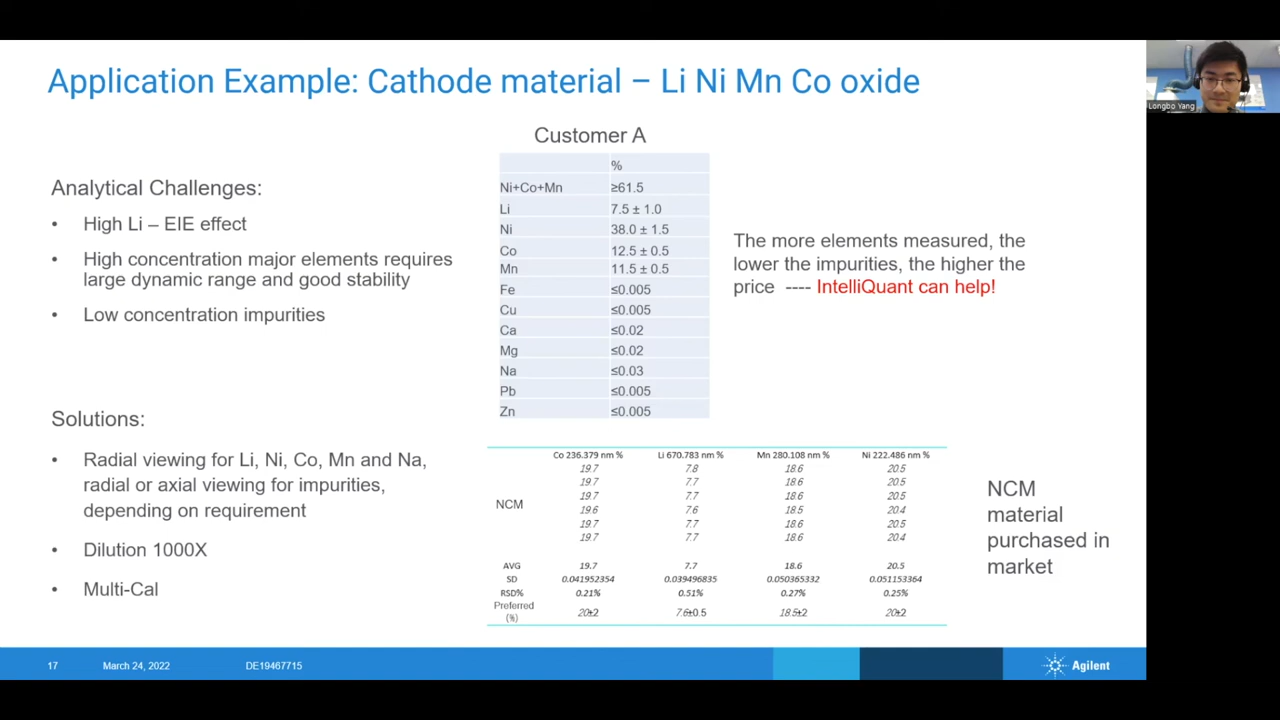 Application Example: Cathode material – Li Ni Mn Co oxide
Longbo Yang
Customer A
Analytical Challenges:
• High Li – EIE effect
• High concentration major elements requires
large dynamic range and good stability
• Low concentration impurities
%
Ni+Co+Mn ≥61.5
Li 7.5 ± 1.0
Ni 38.0 ± 1.5
Co 12.5 ± 0.5
Mn 11.5 ± 0.5
Fe ≤0.005
Cu ≤0.005
Ca ≤0.02
Mg ≤0.02
Na ≤0.03
Pb ≤0.005
Zn ≤0.005
The more elements measured, the
lower the impurities, the higher the
price ---- IntelliQuant can help!
Solutions:
• Radial viewing for Li, Ni, Co, Mn and Na,
radial or axial viewing for impurities,
depending on requirement
• Dilution 1000X
• Multi-Cal
Co 236.379 nm % Li 670.783 nm % Mn 280.108 nm % Ni 222.486 nm %
19.7 7.8 18.6 20.5
19.7 7.7 18.6 20.5
19.7 7.7 18.6 20.5
NCM
19.6 7.6 18.5 20.4
19.7 7.7 18.6 20.5
19.7 7.7 18.6 20.4
AVG 19.7 7.7 18.6 20.5
SD 0.041952354 0.039496835 0.050365332 0.051153364
RSD% 0.21% 0.51% 0.27% 0.25%
Preferred
(%) 20±2 7.6±0.5 18.5±2 20±2
NCM
material
purchased in
market
17 March 24, 2022 DE19467715
Agilent